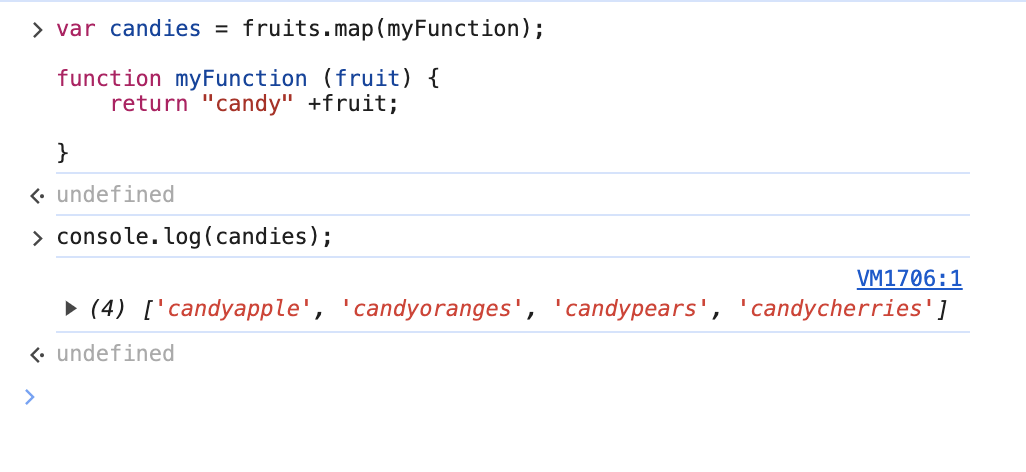 var candies = fruits.map(myFunction);
function myFunction (fruit) {
    return "candy" +fruit;
}
undefined
console.log(candies);
VM1706:1
(4) ['candyapple', 'candyoranges', 'candypears', 'candycherries']
undefined